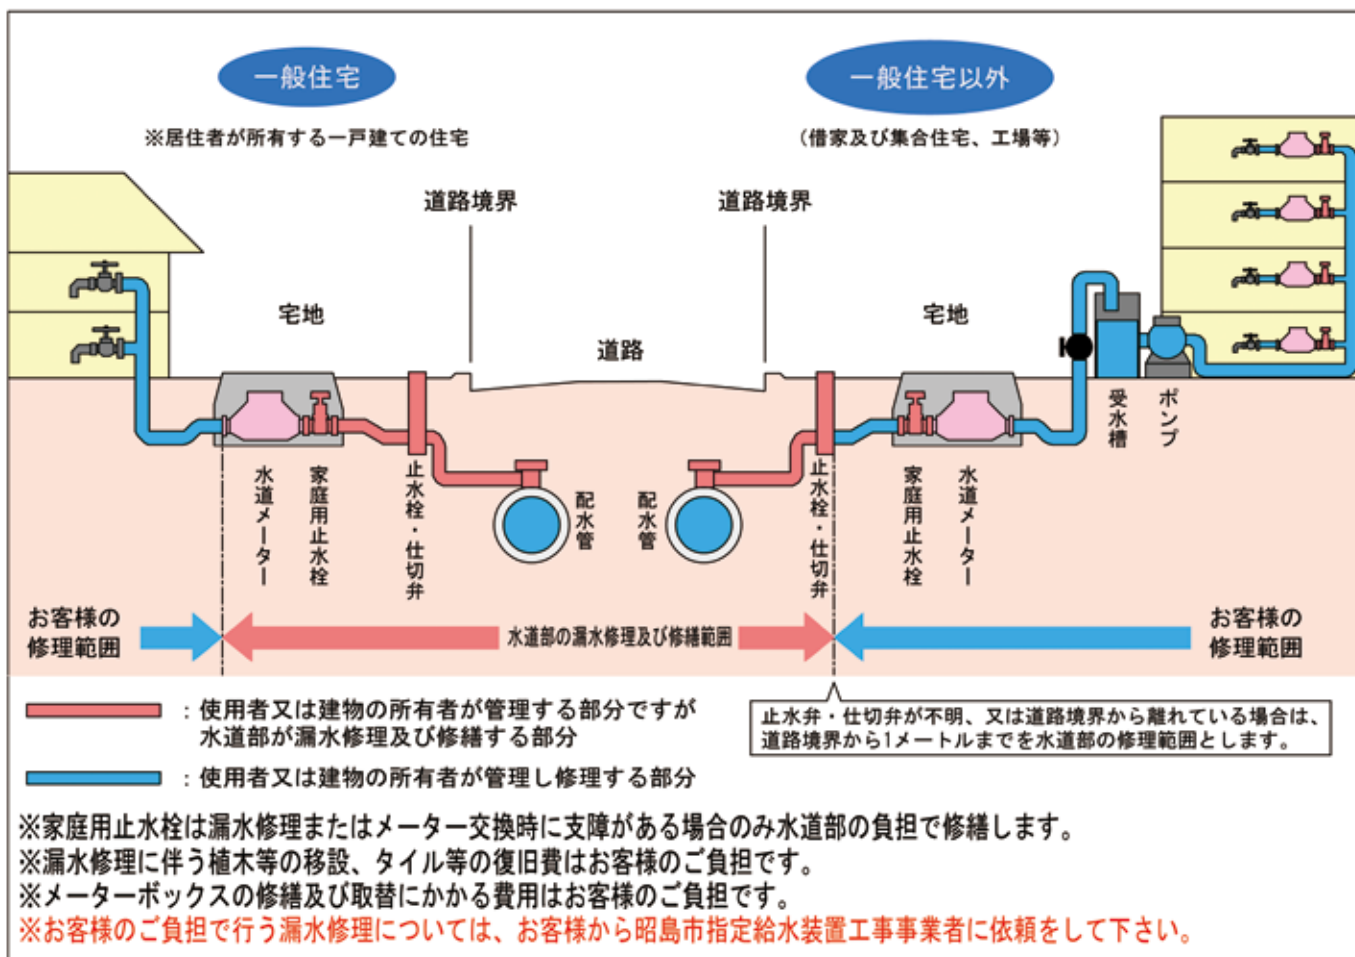 一般住宅
一般住宅以外
※居住者が所有する一戸建ての住宅
(借家及び集合住宅、工場等)
道路境界
道路境界
宅地
道路
宅地
受水槽
ポンプ
水道メーター
家庭用止水栓
止水栓・仕切弁
配水管
配水管
止水栓・仕切弁
家庭用止水栓
水道メーター
お客様の
修理範囲
水道部の漏水修理及び修繕範囲
お客様の
修理範囲
：使用者又は建物の所有者が管理する部分ですが
水道部が漏水修理及び修繕する部分
：使用者又は建物の所有者が管理し修理する部分
止水弁・仕切弁が不明、又は道路境界から離れている場合は、
道路境界から1メートルまでを水道部の修理範囲とします。
※家庭用止水栓は漏水修理またはメーター交換時に支障がある場合のみ水道部の負担で修繕します。
※漏水修理に伴う植木等の移設、タイル等の復旧費はお客様のご負担です。
※メーターボックスの修繕及び取替にかかる費用はお客様のご負担です。
※お客様のご負担で行う漏水修理については、お客様から昭島市指定給水装置工事事業者に依頼をして下さい。